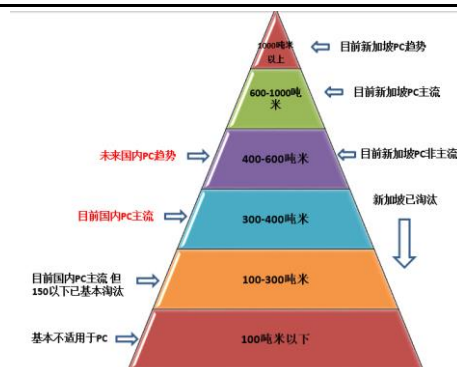 1000吨米
以上
目前新加坡PC趋势
600-1000吨
米
目前新加坡PC主流
未来国内PC趋势
400-600吨米
目前新加坡PC非主流
目前国内PC主流
300-400吨米
新加坡已淘汰
目前国内PC主流 但
150以下已基本淘汰
100-300吨米
基本不适用于PC
100吨米以下